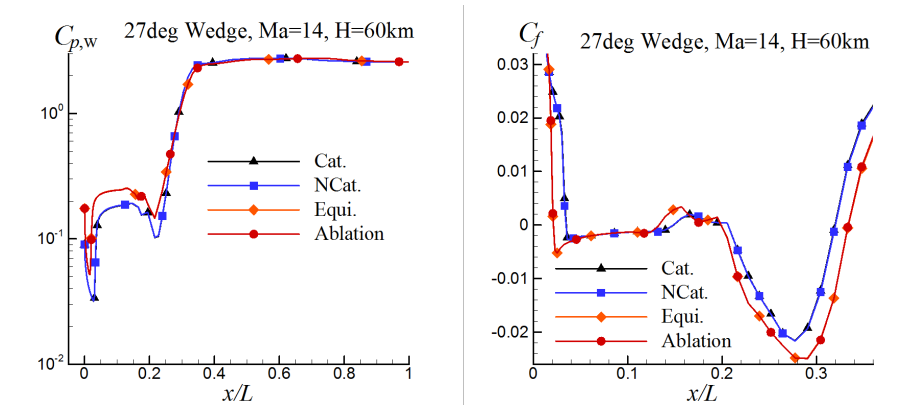 27deg Wedge, Ma=14, H=60km
C_{p,w}
10^0
10^{-1}
10^{-2}
Cat.
NCat.
Equi.
Ablation
0
0.2
0.4
0.6
0.8
1
x/L
27deg Wedge, Ma=14, H=60km
C_f
0.03
0.02
0.01
0
-0.01
-0.02
Cat.
NCat.
Equi.
Ablation
0
0.1
0.2
0.3
x/L